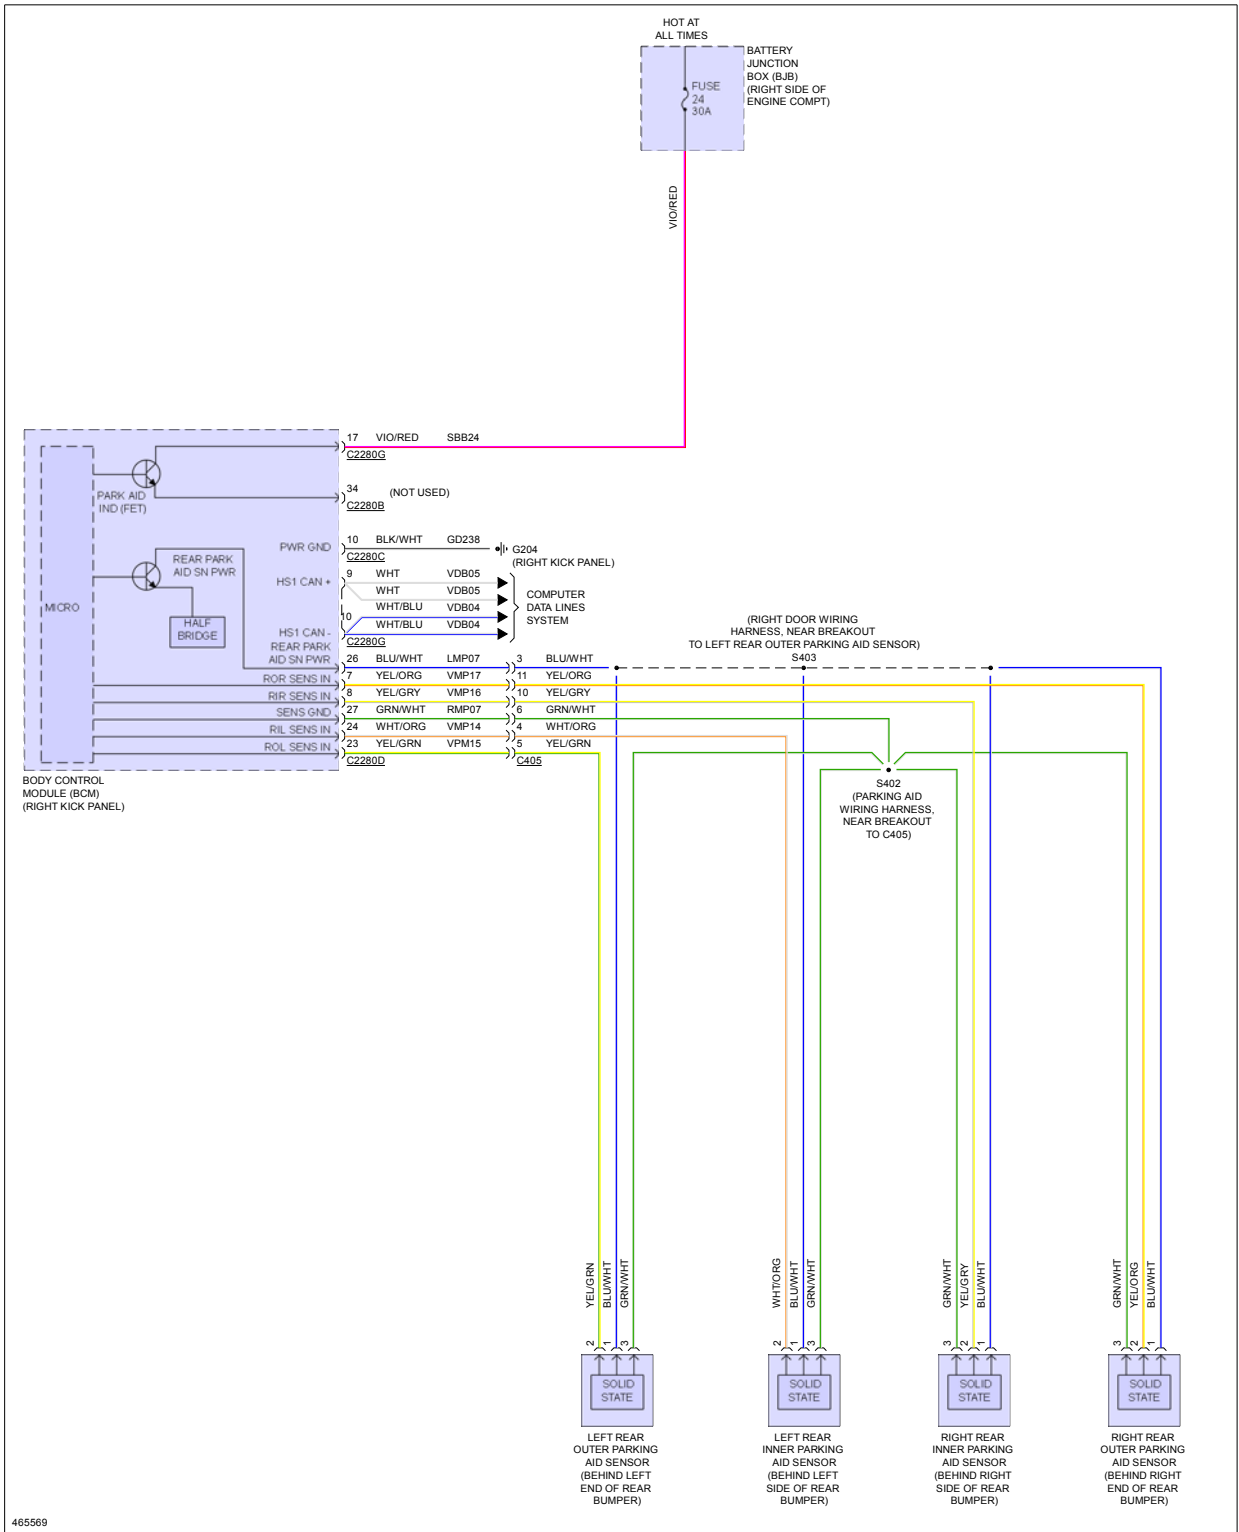 HOT AT
ALL TIMES
BATTERY
JUNCTION
BOX (BJB)
(RIGHT SIDE OF
ENGINE COMPT)
FUSE
24
30A
VIO/RED
17 VIO/RED SBB24
C2280G
34 (NOT USED)
C2280B
PARK AID
IND (FET)
PWR GND 10 BLK/WHT GD238
C2280C
G204
(RIGHT KICK PANEL)
REAR PARK
AID SN PWR
HS1 CAN + 9 WHT VDB05
WHT VDB05
10 WHT/BLU VDB04
HS1 CAN - WHT/BLU VDB04
C2280G
COMPUTER
DATA LINES
SYSTEM
MICRO
HALF
BRIDGE
(RIGHT DOOR WIRING
HARNESS, NEAR BREAKOUT
TO LEFT REAR OUTER PARKING AID SENSOR)
S403
REAR PARK
AID SN PWR 26 BLU/WHT LMP07 3 BLU/WHT
ROR SENS IN 7 YEL/ORG VMP17 11 YEL/ORG
RIR SENS IN 8 YEL/GRY VMP16 10 YEL/GRY
SENS GND 27 GRN/WHT RMP07 6 GRN/WHT
RIL SENS IN 24 WHT/ORG VMP14 4 WHT/ORG
ROL SENS IN 23 YEL/GRN VPM15 5 YEL/GRN
C2280D C405
BODY CONTROL
MODULE (BCM)
(RIGHT KICK PANEL)
S402
(PARKING AID
WIRING HARNESS,
NEAR BREAKOUT
TO C405)
YEL/GRN
BLU/WHT
GRN/WHT
WHT/ORG
BLU/WHT
GRN/WHT
GRN/WHT
YEL/GRY
BLU/WHT
GRN/WHT
YEL/ORG
BLU/WHT
2 1 3
2 1 3
3 2 1
3 2 1
SOLID
STATE
SOLID
STATE
SOLID
STATE
SOLID
STATE
LEFT REAR
OUTER PARKING
AID SENSOR
(BEHIND LEFT
END OF REAR
BUMPER)
LEFT REAR
INNER PARKING
AID SENSOR
(BEHIND LEFT
SIDE OF REAR
BUMPER)
RIGHT REAR
INNER PARKING
AID SENSOR
(BEHIND RIGHT
SIDE OF REAR
BUMPER)
RIGHT REAR
OUTER PARKING
AID SENSOR
(BEHIND RIGHT
END OF REAR
BUMPER)
465569